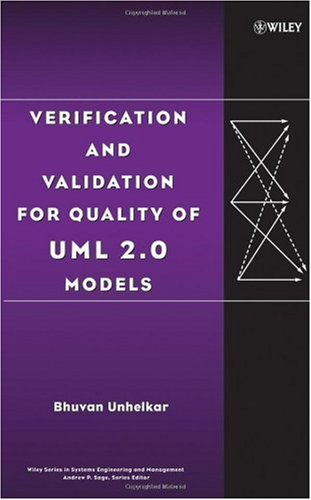 WILEY
VERIFICATION
AND
VALIDATION
FOR QUALITY OF
UML 2.0
MODELS
Bhuvan Unhelkar
Wiley Series in Systems Engineering and Management
Andrew P. Sage, Series Editor